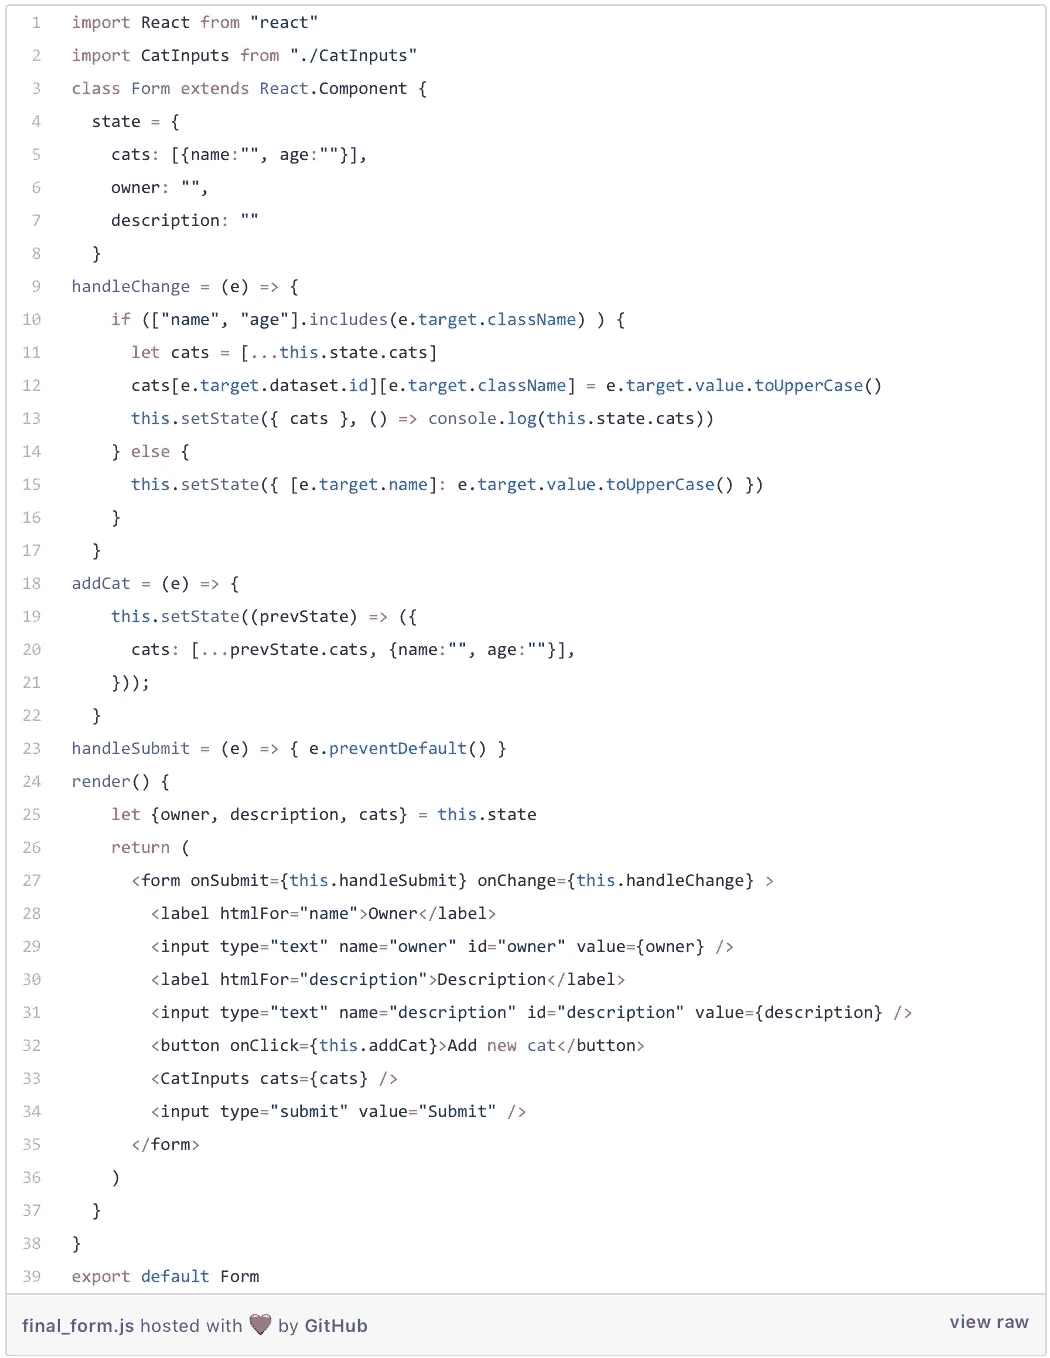 1 import React from "react"
2 import CatInputs from "./CatInputs"
3 class Form extends React.Component {
4   state = {
5     cats: [{name:"", age:""}],
6     owner: "",
7     description: ""
8   }
9 handleChange = (e) => {
10     if (["name", "age"].includes(e.target.className) ) {
11       let cats = [...this.state.cats]
12       cats[e.target.dataset.id][e.target.className] = e.target.value.toUpperCase()
13       this.setState({ cats }, () => console.log(this.state.cats))
14     } else {
15       this.setState({ [e.target.name]: e.target.value.toUpperCase() })
16     }
17   }
18 addCat = (e) => {
19     this.setState((prevState) => ({
20       cats: [...prevState.cats, {name:"", age:""}],
21     }));
22   }
23 handleSubmit = (e) => { e.preventDefault() }
24 render() {
25     let {owner, description, cats} = this.state
26     return (
27       <form onSubmit={this.handleSubmit} onChange={this.handleChange} >
28         <label htmlFor="name">Owner</label>
29         <input type="text" name="owner" id="owner" value={owner} />
30         <label htmlFor="description">Description</label>
31         <input type="text" name="description" id="description" value={description} />
32         <button onClick={this.addCat}>Add new cat</button>
33         <CatInputs cats={cats} />
34         <input type="submit" value="Submit" />
35       </form>
36     )
37   }
38 }
39 export default Form
final_form.js hosted with ❤ by GitHub view raw